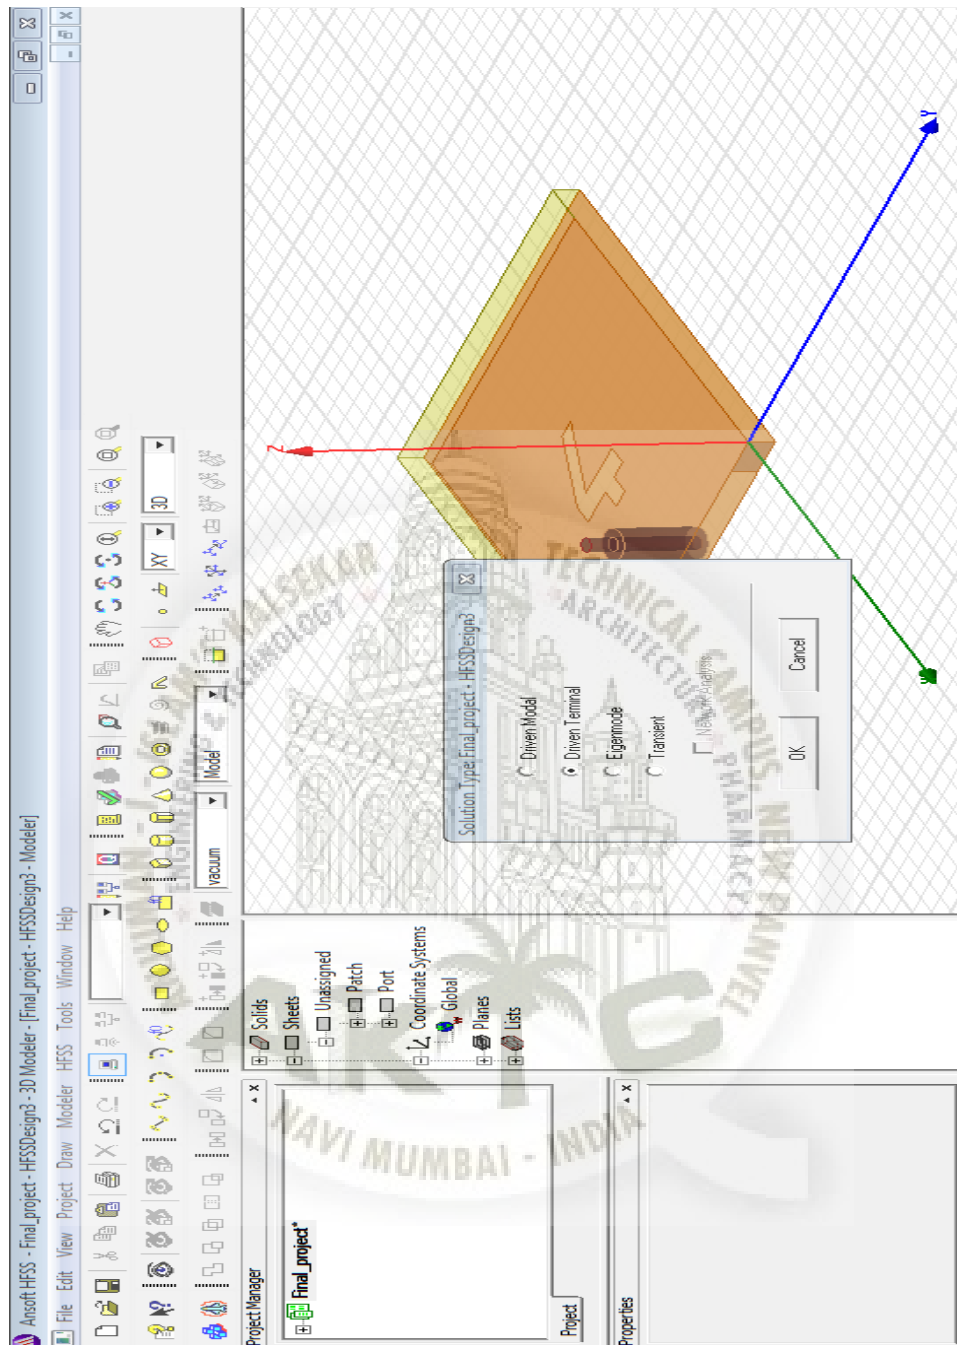 Ansoft HFSS - Final_project - HFSSDesign3 - 3D Modeler - [Final_project - HFSSDesign3 - Modeler]
File Edit View Project Draw Modeler HFSS Tools Window Help
vacuum
Model
XY
3D
Project Manager
Final_project*
Project
Properties
Solids
Sheets
Unassigned
Patch
Port
Coordinate Systems
Global
Planes
Lists
Z
Y
Solution Type: Final_project - HFSSDesign3
Driven Modal
Driven Terminal
Eigenmode
Transient
Network Analysis
OK
Cancel
KALSEKAR TECHNICAL CAMPUS NEW PANVEL
ARCHITECTURE
PHARMACY
AKTC
NAVI MUMBAI - INDIA